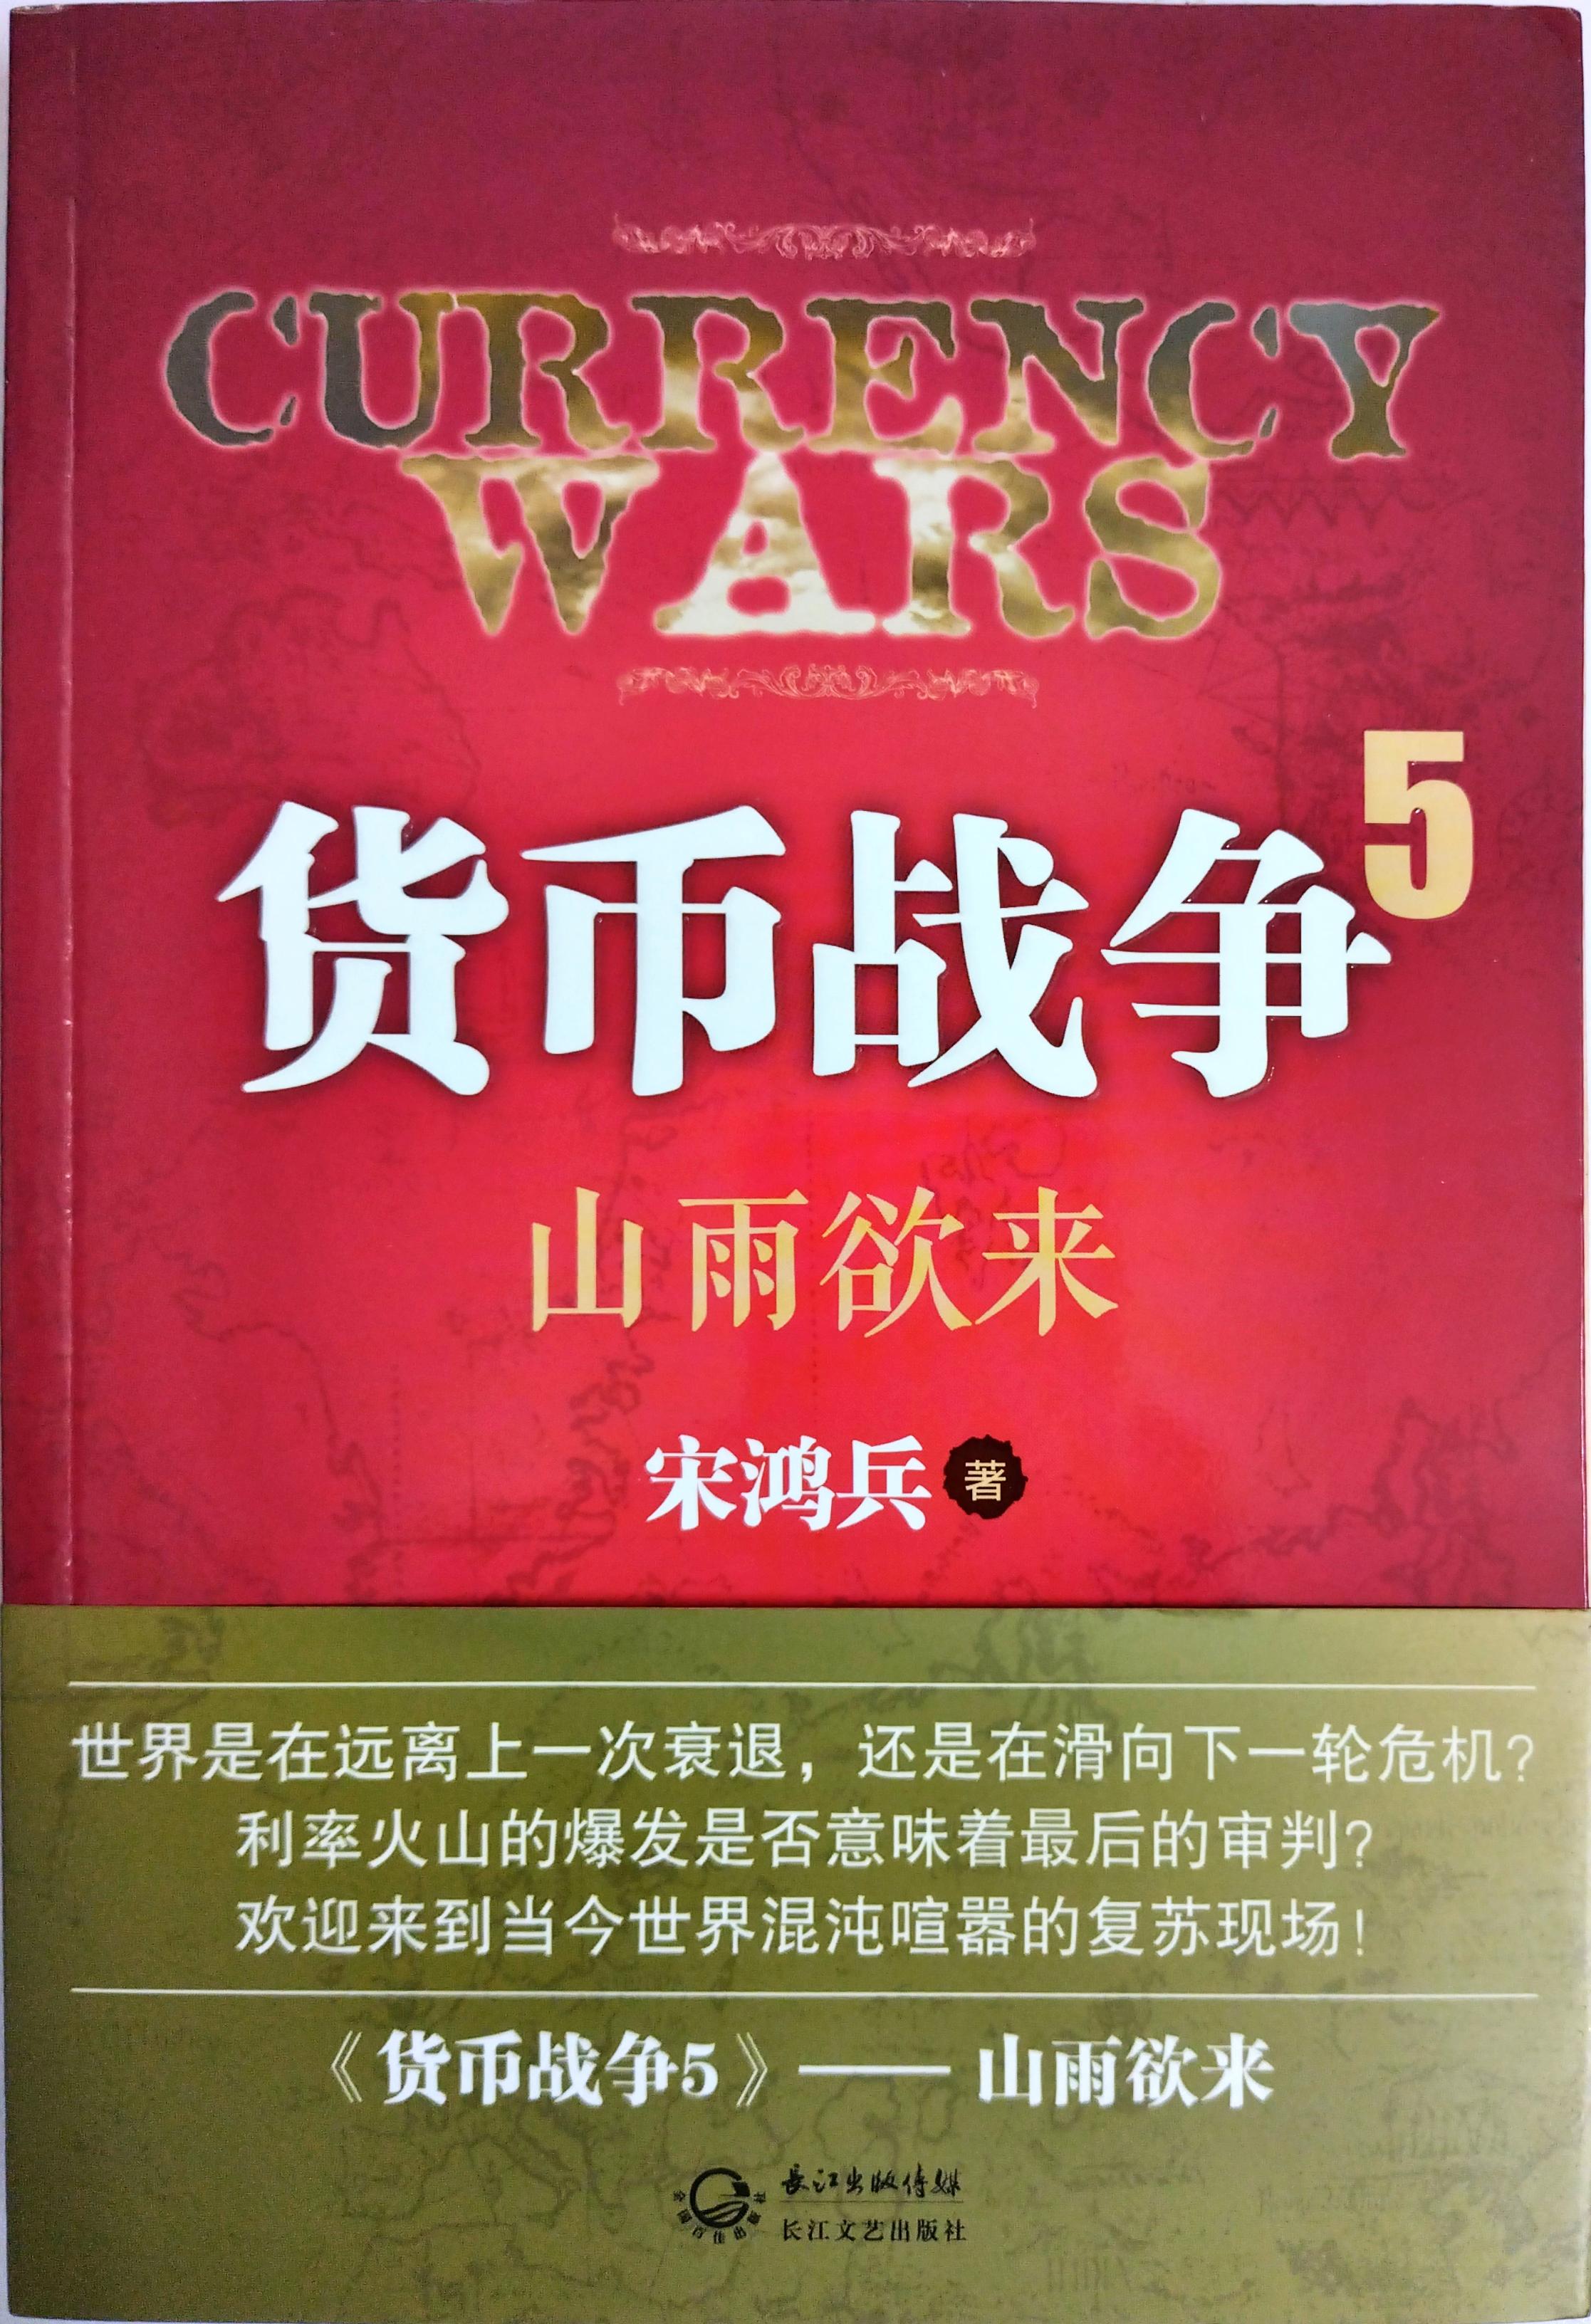 CURRENCY
WARS
货币战争5
山雨欲来
宋鸿兵 著
世界是在远离上一次衰退，还是在滑向下一轮危机？
利率火山的爆发是否意味着最后的审判？
欢迎来到当今世界混沌喧嚣的复苏现场！
《货币战争5》——山雨欲来
长江出版传媒
长江文艺出版社